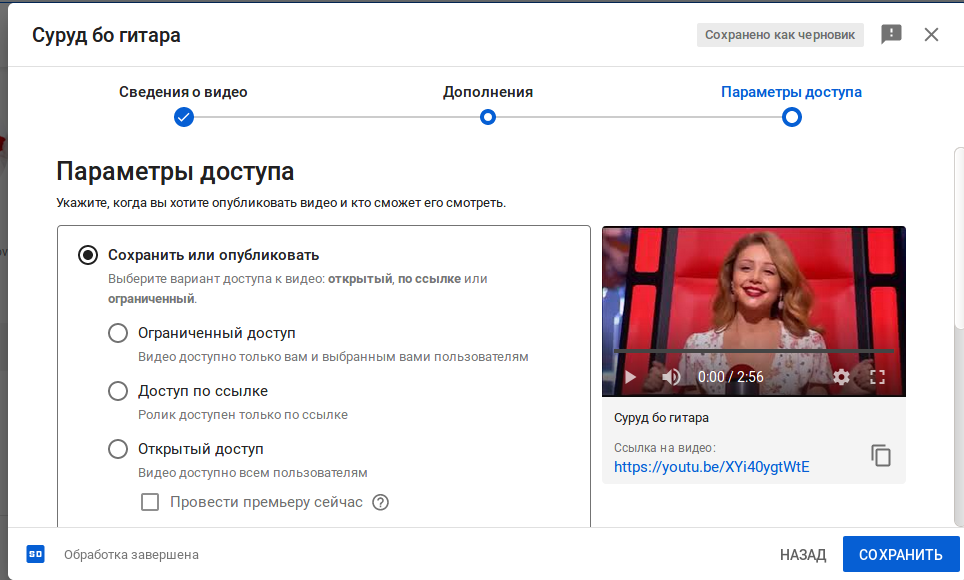 Суруд бо гитара
Сохранено как черновик
Сведения о видео
Дополнения
Параметры доступа
Параметры доступа
Укажите, когда вы хотите опубликовать видео и кто сможет его смотреть.
Сохранить или опубликовать
Выберите вариант доступа к видео: открытый, по ссылке или
ограниченный.
Ограниченный доступ
Видео доступно только вам и выбранным вами пользователям
Доступ по ссылке
Ролик доступен только по ссылке
Открытый доступ
Видео доступно всем пользователям
Провести премьеру сейчас ?
0:00 / 2:56
Суруд бо гитара
Ссылка на видео:
https://youtu.be/XYi40ygtWtE
SD
Обработка завершена
НАЗАД
СОХРАНИТЬ